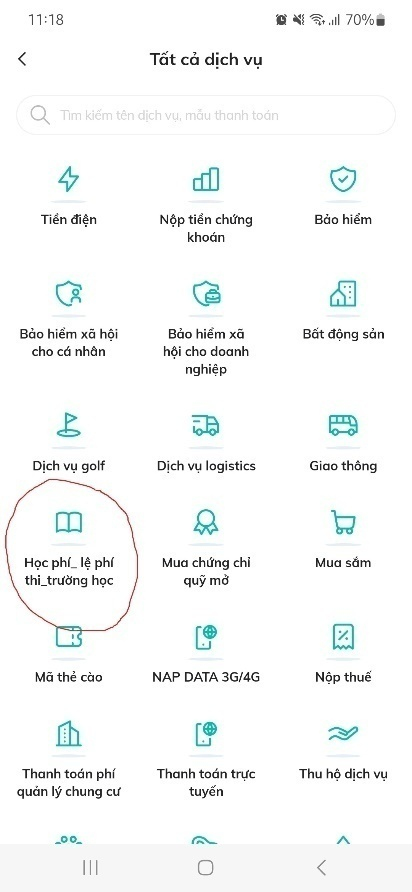 11:18
70%
Tất cả dịch vụ
Tìm kiếm tên dịch vụ, mẫu thanh toán
Tiền điện
Nộp tiền chứng
khoán
Bảo hiểm
Bảo hiểm xã hội
cho cá nhân
Bảo hiểm xã
hội cho doanh
nghiệp
Bất động sản
Dịch vụ golf
Dịch vụ logistics
Giao thông
Học phí_ lệ phí
thi_trường học
Mua chứng chỉ
quỹ mở
Mua sắm
Mã thẻ cào
NAP DATA 3G/4G
Nộp thuế
Thanh toán phí
quản lý chung cư
Thanh toán trực
tuyến
Thu hộ dịch vụ